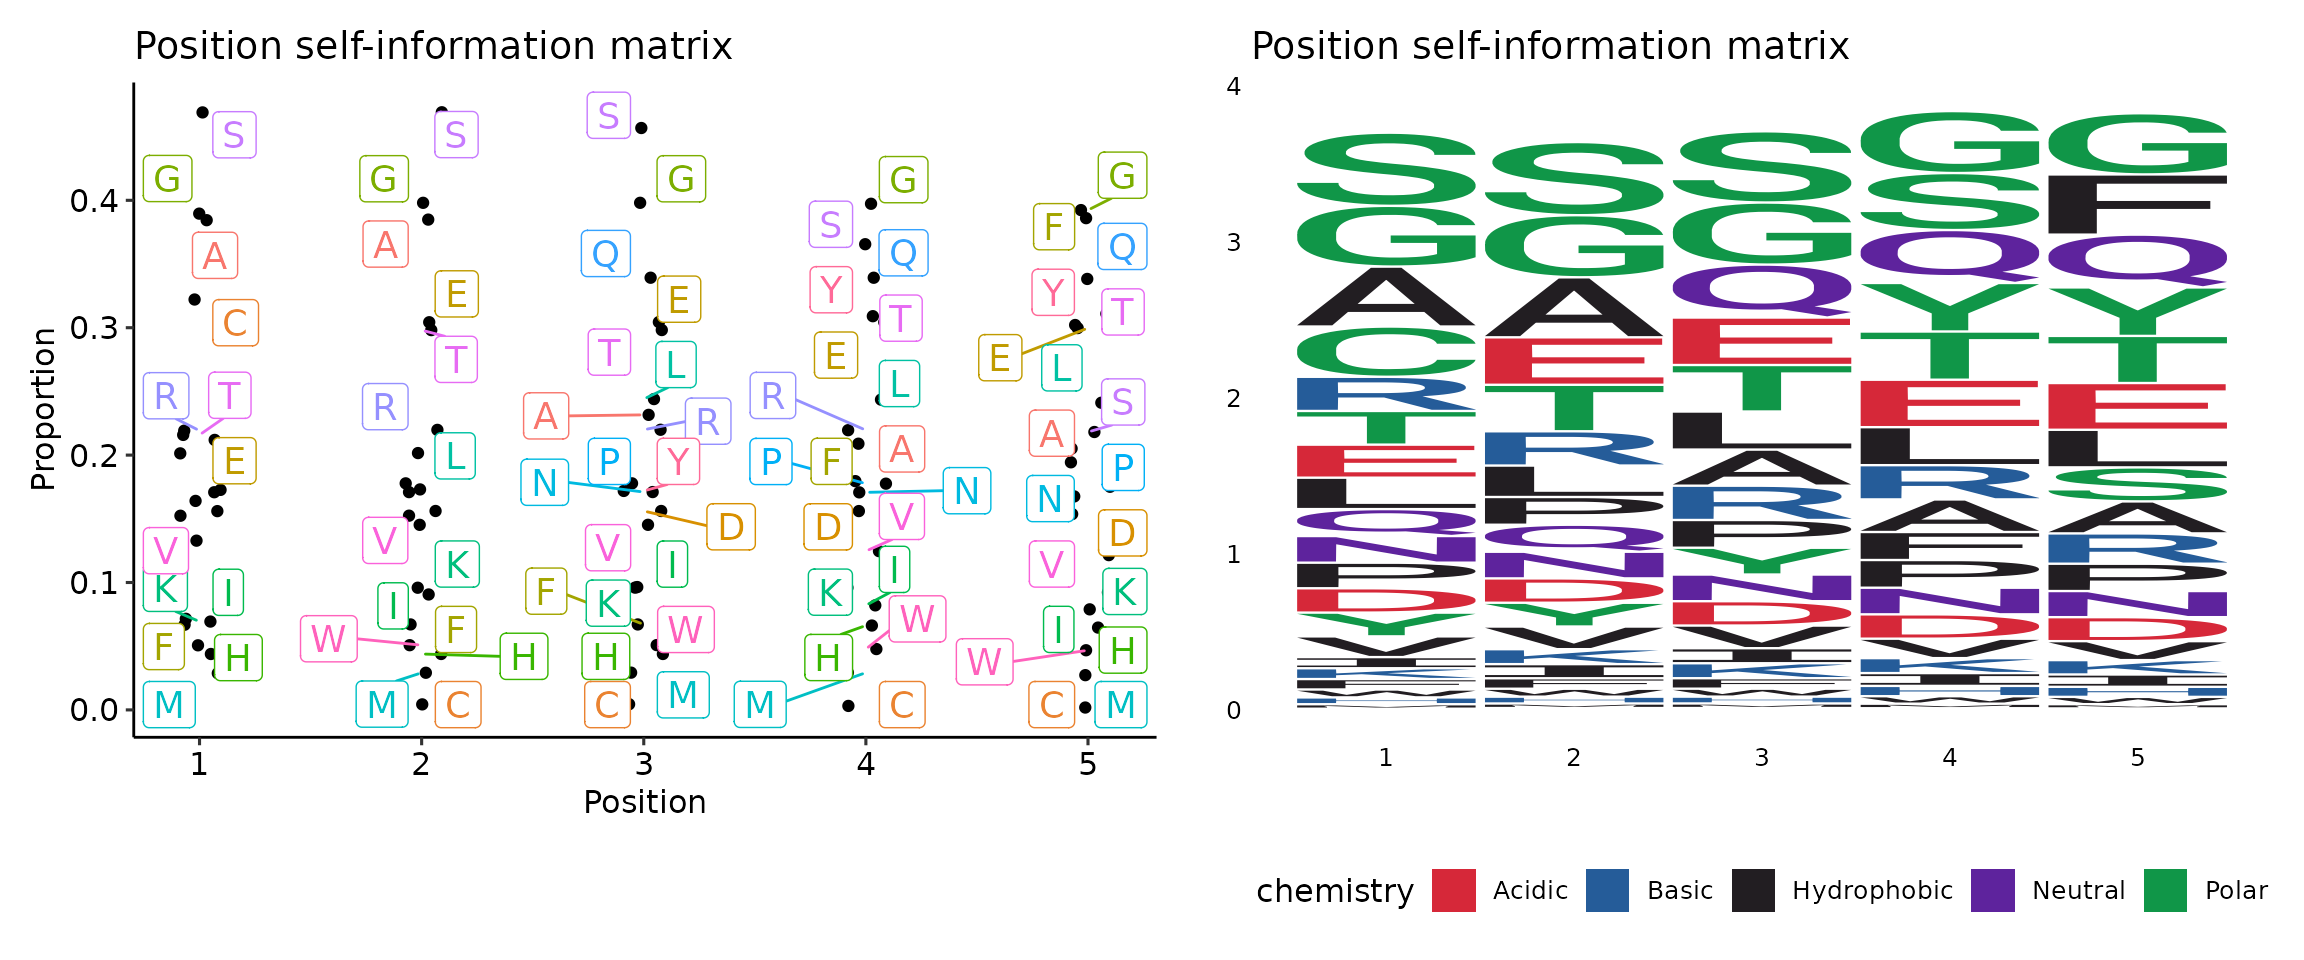 Position self-information matrix
Proportion
0.4
0.3
0.2
0.1
0.0
S
G
A
C
R T
E
V
K I
F H
M
S
G
A
E
T
R
L
V
K
I
W F H
M C
S
G
Q
E
T
L
A R
P Y
N
D
V I
F K
W
H
C M
G
S Q
Y T
E
L
R
A
P F
N
D V
K I
W
H
M C
G
F Q
Y T
E L
S
A
P
N
D
V K
I H
W
C M
1 2 3 4 5
Position
Position self-information matrix
4
3
2
1
0
S
G
A
C
R
T
E
L
Q
N
P
D
Y
V
I
K
F
M
H
W
S
G
A
E
T
R
L
P
Q
N
D
Y
V
K
I
F
M
H
W
S
G
Q
E
T
L
A
R
P
Y
N
D
V
I
K
F
M
H
W
G
S
Q
Y
T
E
L
R
A
F
P
N
D
V
K
I
H
W
G
F
Q
Y
T
E
L
S
A
R
P
N
D
V
K
I
H
W
1 2 3 4 5
chemistry Acidic Basic Hydrophobic Neutral Polar